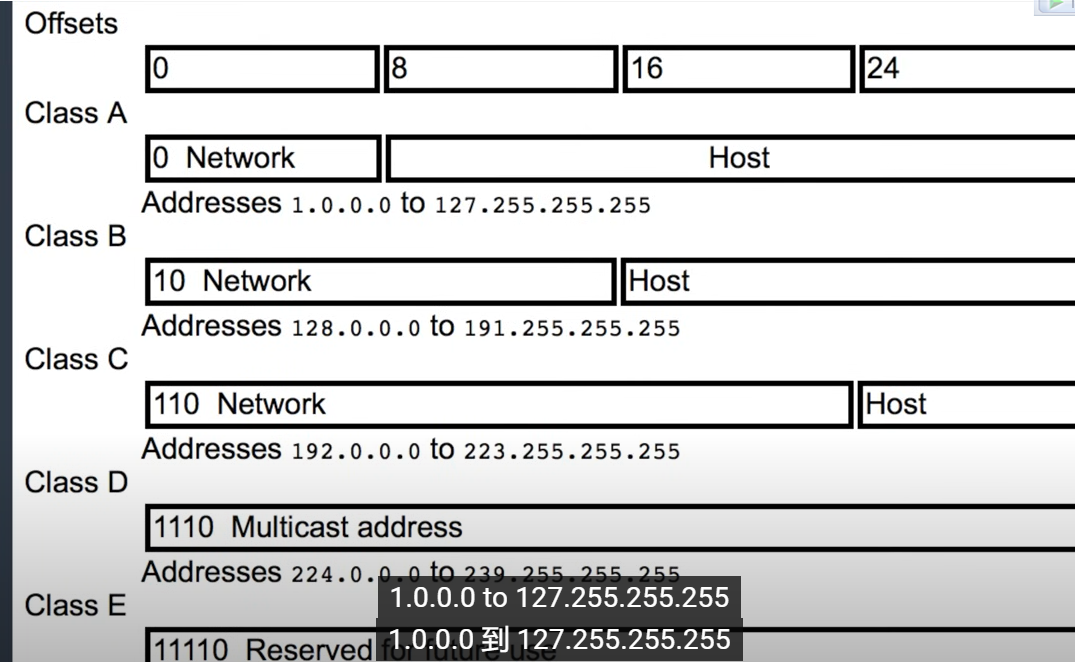 Offsets
0 8 16 24
Class A
0 Network Host
Addresses 1.0.0.0 to 127.255.255.255
Class B
10 Network Host
Addresses 128.0.0.0 to 191.255.255.255
Class C
110 Network Host
Addresses 192.0.0.0 to 223.255.255.255
Class D
1110 Multicast address
Addresses 224.0.0.0 to 239.255.255.255
1.0.0.0 to 127.255.255.255
Class E
1.0.0.0 到 127.255.255.255
11110 Reserved for future use